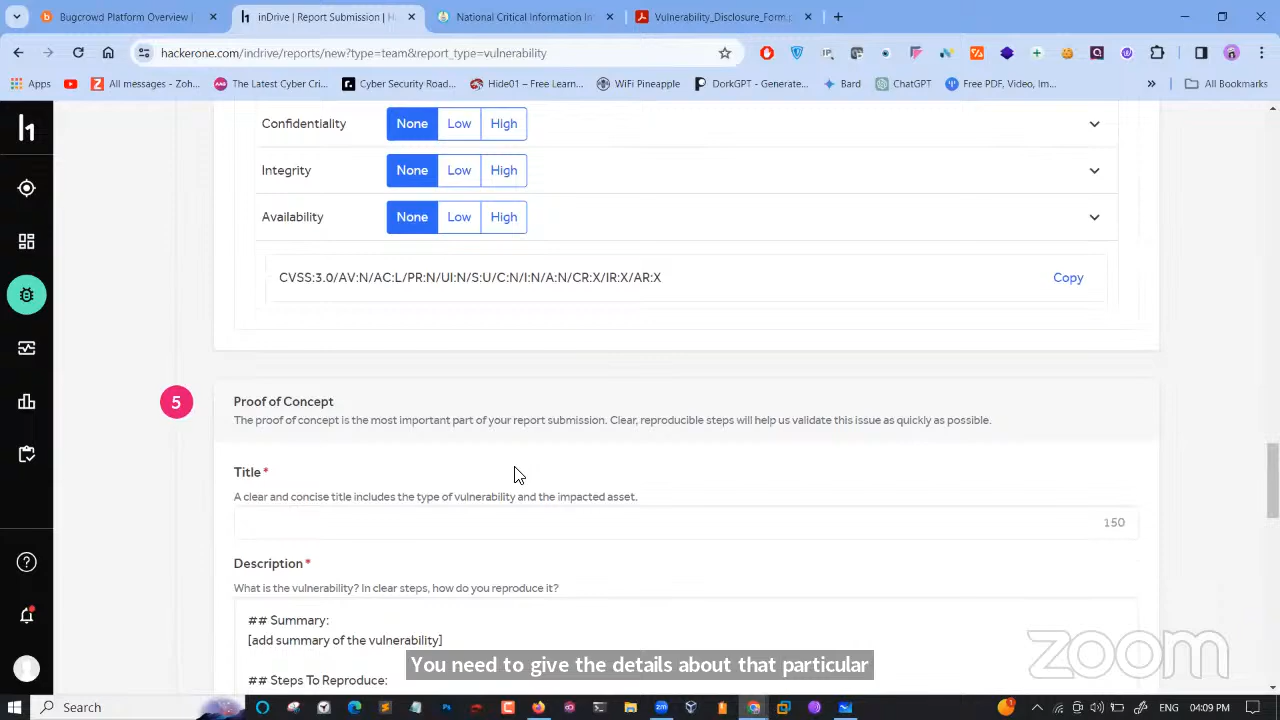 Bugcrowd Overview | Bugcrowd
inDrive | Report Submission | H
National Critical Information In
Vulnerability_Disclosure_Form.
hackerone.com/indrive/reports/new?type=team&report_type=vulnerability
Apps
All messages - Zoh...
The Latest Cyber Cri...
Cyber Security Road...
Hide01 – Free Learn...
WiFi Pineapple
DorkGPT - Generate...
Bard
ChatGPT
Free PDF, Video, Im...
»
All Bookmarks
h1
Confidentiality None Low High
Integrity None Low High
Availability None Low High
CVSS:3.0/AV:N/AC:L/PR:N/UI:N/S:U/C:N/I:N/A:N/CR:X/IR:X/AR:X Copy
5
Proof of Concept
The proof of concept is the most important part of your report submission. Clear, reproducible steps will help us validate this issue as quickly as possible.
Title *
A clear and concise title includes the type of vulnerability and the impacted asset.
150
Description *
What is the vulnerability? In clear steps, how do you reproduce it?
## Summary:
[add summary of the vulnerability]
## Steps To Reproduce:
You need to give the details about that particular
zoom
Search
ENG
04:09 PM